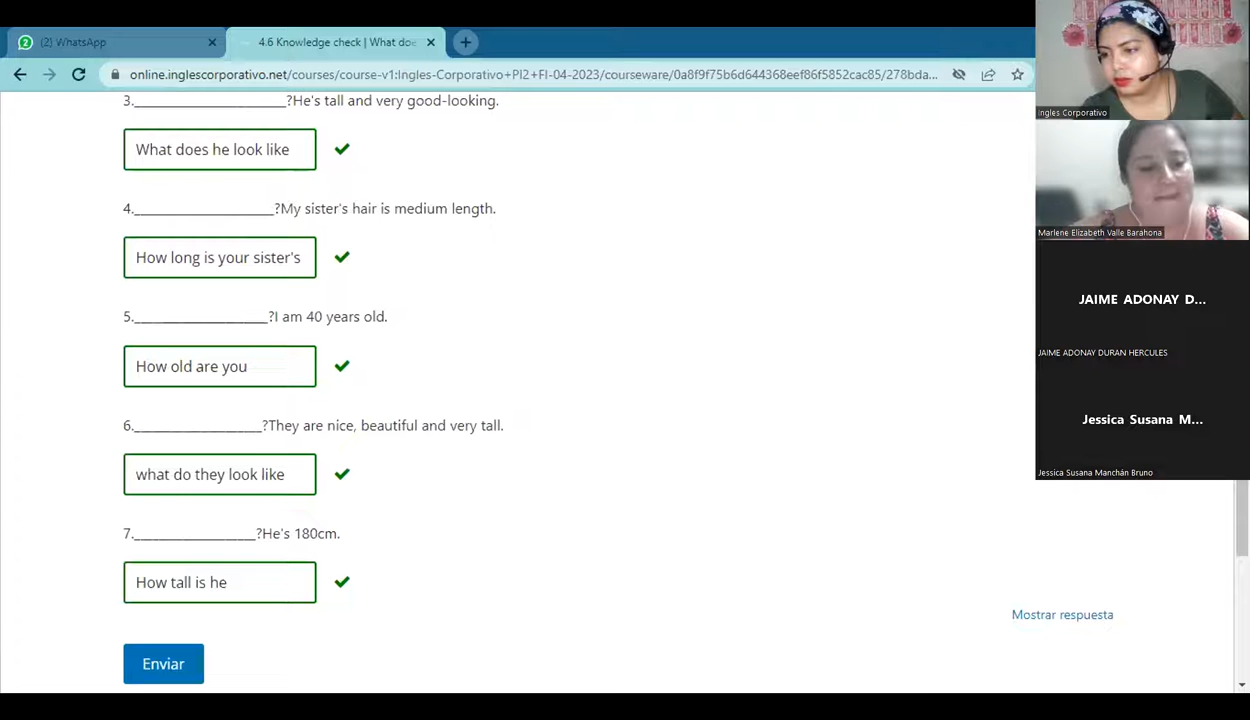 2 (2) WhatsApp × 4.6 Knowledge check | What doe × +
online.inglescorporativo.net/courses/course-v1:Ingles-Corporativo+PI2+FI-04-2023/courseware/0a8f9f75b6d644368eef86f5852cac85/278bda...
3.____________________?He's tall and very good-looking.
What does he look like
4.__________________?My sister's hair is medium length.
How long is your sister's
5.__________________?I am 40 years old.
How old are you
6._________________?They are nice, beautiful and very tall.
what do they look like
7.________________?He's 180cm.
How tall is he
Mostrar respuesta
Enviar
Ingles Corporativo
Marlene Elizabeth Valle Barahona
JAIME ADONAY D...
JAIME ADONAY DURAN HERCULES
Jessica Susana M...
Jessica Susana Manchán Bruno